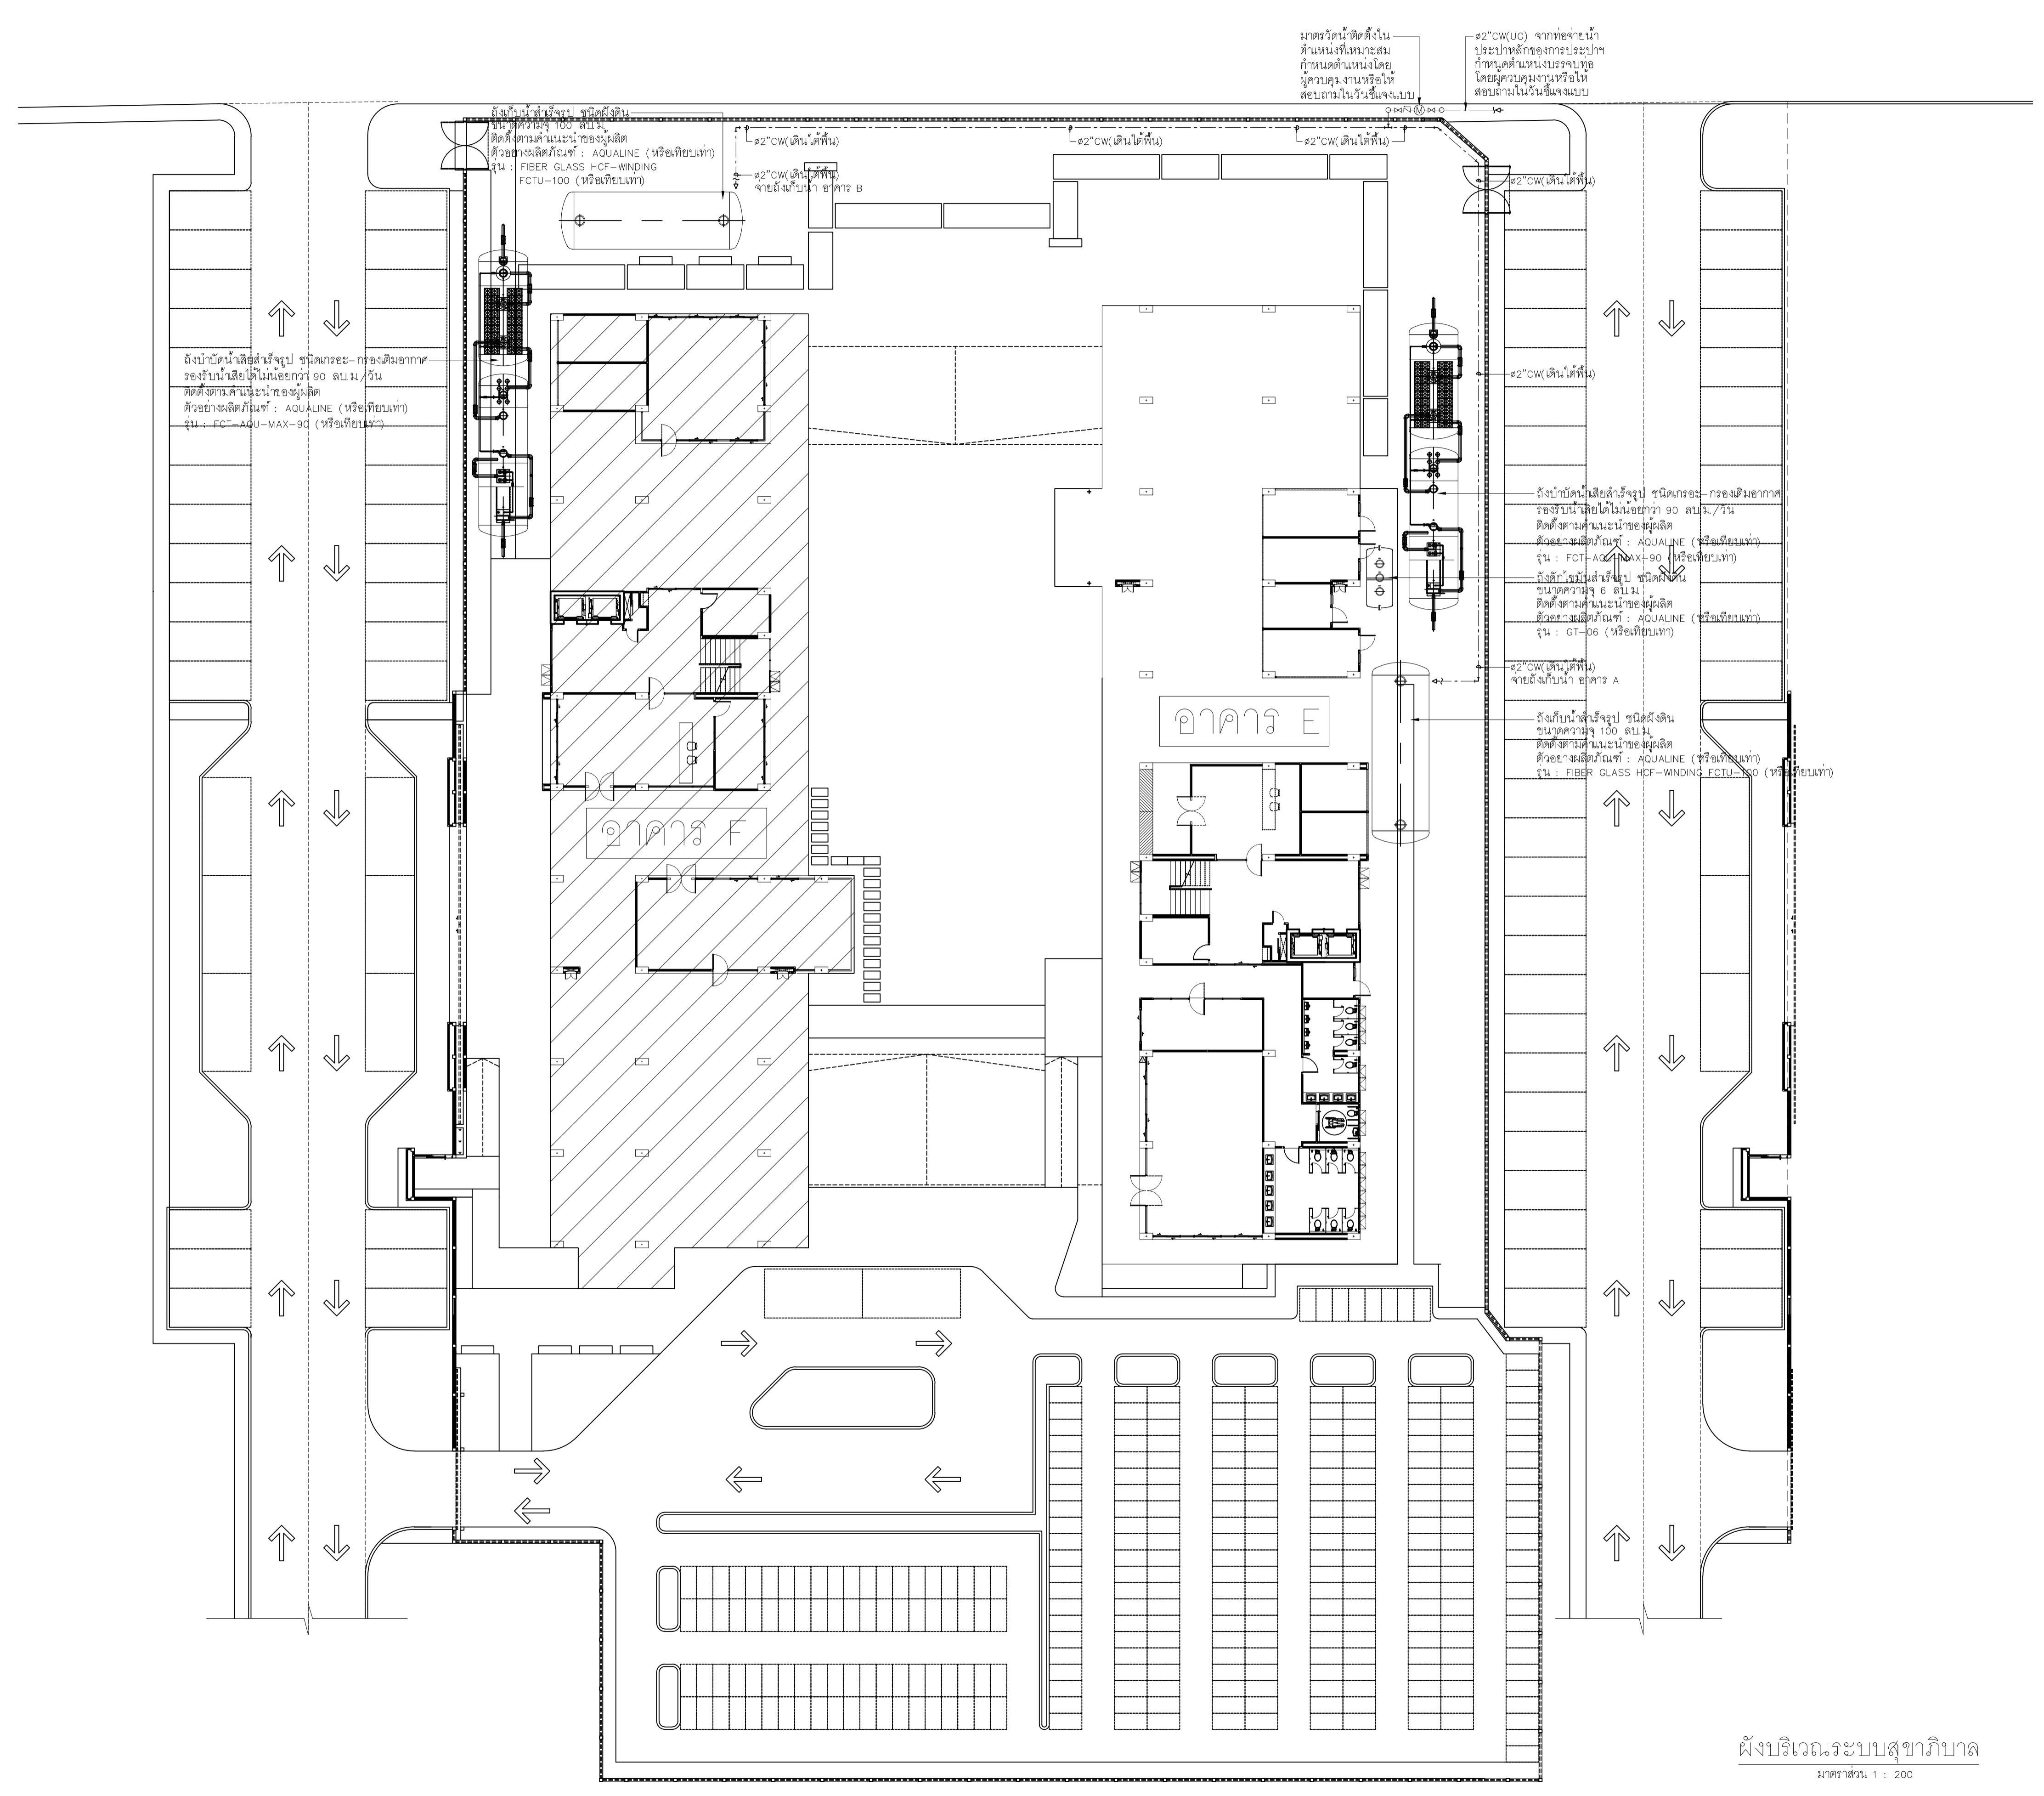 มาตรวัดน้ำติดตั้งใน
ตำแหน่งที่เหมาะสม
กำหนดตำแหน่งโดย
ผู้ควบคุมงานหรือให้
สอบถามในวันชี้แจงแบบ
ø2"CW(UG) จากท่อจ่ายน้ำ
ประปาหลักของการประปาฯ
กำหนดตำแหน่งบรรจบท่อ
โดยผู้ควบคุมงานหรือให้
สอบถามในวันชี้แจงแบบ
ถังเก็บน้ำสำเร็จรูป ชนิดฝังดิน
ขนาดความจุ 100 ลบ.ม.
ติดตั้งตามคำแนะนำของผู้ผลิต
ตัวอย่างผลิตภัณฑ์ : AQUALINE (หรือเทียบเท่า)
รุ่น : FIBER GLASS HCF-WINDING
FCTU-100 (หรือเทียบเท่า)
M
ø2"CW(เดินใต้พื้น)
ø2"CW(เดินใต้พื้น)
ø2"CW(เดินใต้พื้น)
ø2"CW(เดินใต้พื้น)
จ่ายถังเก็บน้ำ อาคาร B
ø2"CW(เดินใต้พื้น)
ถังบำบัดน้ำเสียสำเร็จรูป ชนิดเกรอะ-กรองเติมอากาศ
รองรับน้ำเสียได้ไม่น้อยกว่า 90 ลบ.ม./วัน
ติดตั้งตามคำแนะนำของผู้ผลิต
ตัวอย่างผลิตภัณฑ์ : AQUALINE (หรือเทียบเท่า)
รุ่น : FCT-AQU-MAX-90 (หรือเทียบเท่า)
ø2"CW(เดินใต้พื้น)
ถังบำบัดน้ำเสียสำเร็จรูป ชนิดเกรอะ-กรองเติมอากาศ
รองรับน้ำเสียได้ไม่น้อยกว่า 90 ลบ.ม./วัน
ติดตั้งตามคำแนะนำของผู้ผลิต
ตัวอย่างผลิตภัณฑ์ : AQUALINE (หรือเทียบเท่า)
รุ่น : FCT-AQU-MAX-90 (หรือเทียบเท่า)
ถังดักไขมันสำเร็จรูป ชนิดฝังดิน
ขนาดความจุ 6 ลบ.ม.
ติดตั้งตามคำแนะนำของผู้ผลิต
ตัวอย่างผลิตภัณฑ์ : AQUALINE (หรือเทียบเท่า)
รุ่น : GT-06 (หรือเทียบเท่า)
ø2"CW(เดินใต้พื้น)
จ่ายถังเก็บน้ำ อาคาร A
อาคาร E
ถังเก็บน้ำสำเร็จรูป ชนิดฝังดิน
ขนาดความจุ 100 ลบ.ม.
ติดตั้งตามคำแนะนำของผู้ผลิต
ตัวอย่างผลิตภัณฑ์ : AQUALINE (หรือเทียบเท่า)
รุ่น : FIBER GLASS HCF-WINDING FCTU-100 (หรือเทียบเท่า)
อาคาร F
ผังบริเวณระบบสุขาภิบาล
มาตราส่วน 1 : 200